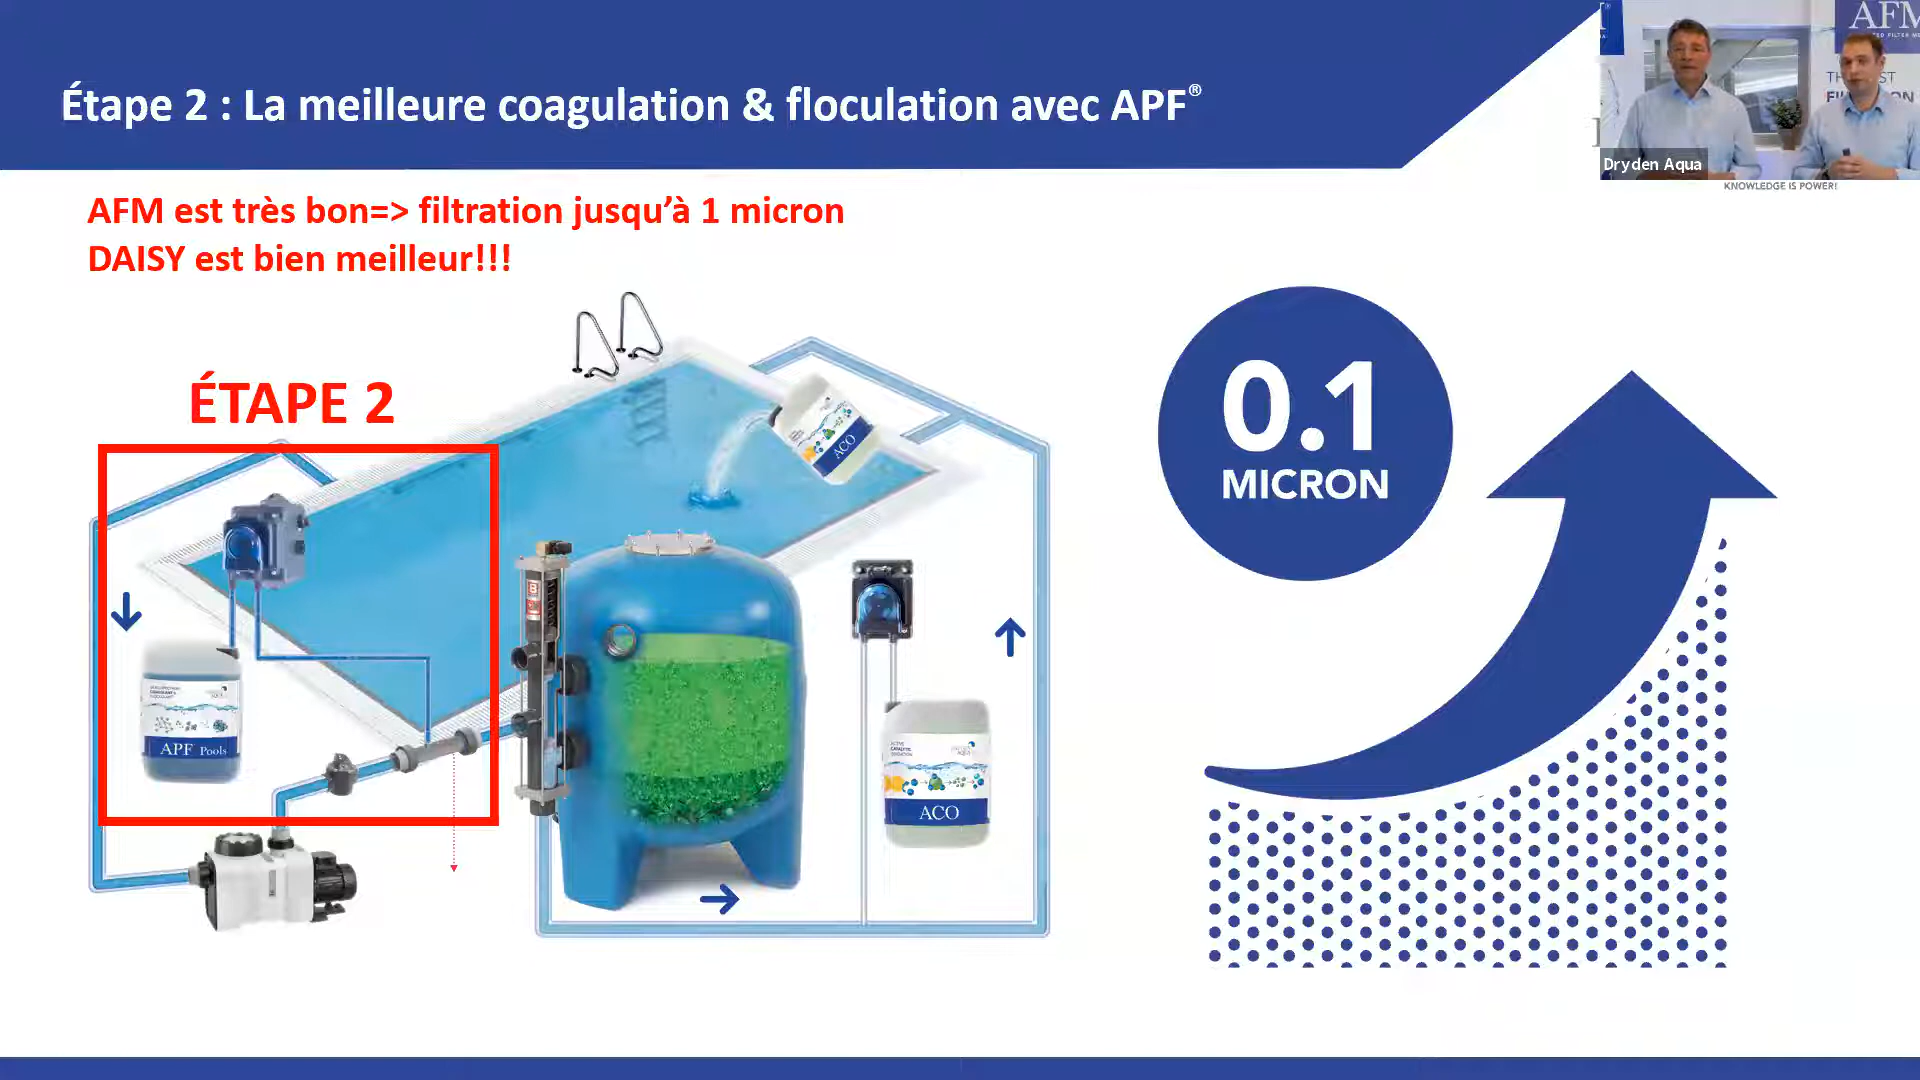 Étape 2 : La meilleure coagulation & floculation avec APF®
AFM
Dryden Aqua
KNOWLEDGE IS POWER!
AFM est très bon=> filtration jusqu’à 1 micron
DAISY est bien meilleur!!!
ÉTAPE 2
ACO
APF Pools
ACO
0.1
MICRON